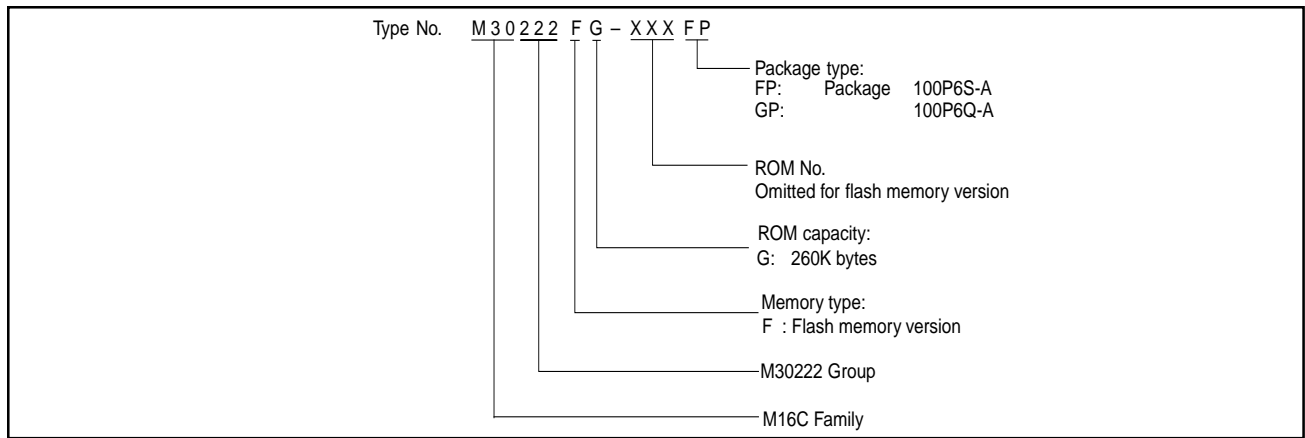 Type No. M 3 0 2 2 2 F G – X X X F P
Package type:
FP: Package 100P6S-A
GP: 100P6Q-A
ROM No.
Omitted for flash memory version
ROM capacity:
G: 260K bytes
Memory type:
F : Flash memory version
M30222 Group
M16C Family